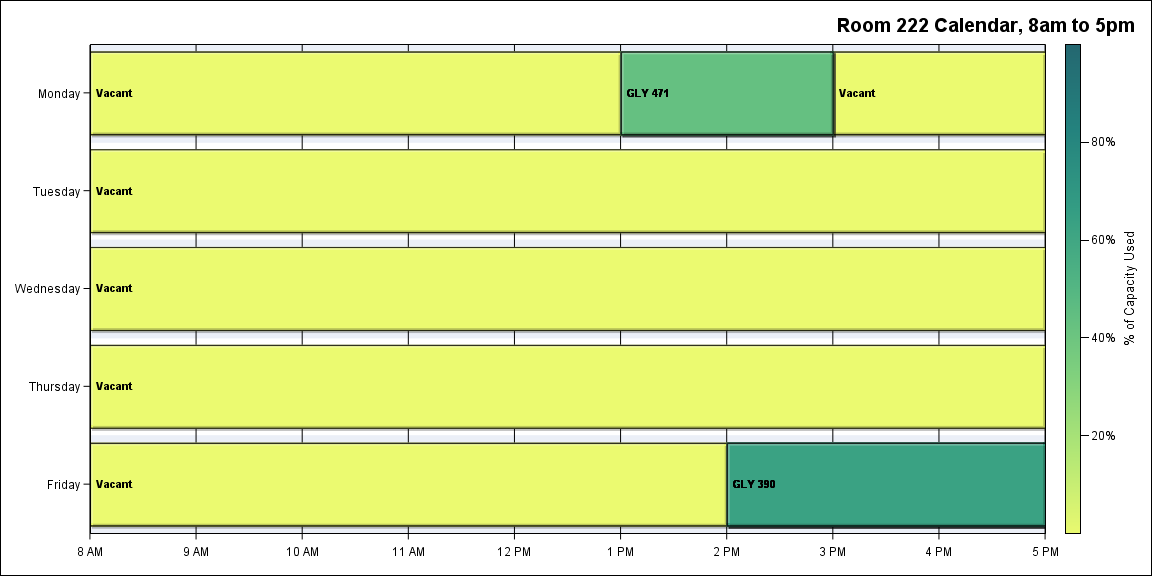 Room 222 Calendar, 8am to 5pm
Monday
Vacant
GLY 471
Vacant
Tuesday
Vacant
Wednesday
Vacant
Thursday
Vacant
Friday
Vacant
GLY 390
8 AM
9 AM
10 AM
11 AM
12 PM
1 PM
2 PM
3 PM
4 PM
5 PM
80%
60%
40%
20%
% of Capacity Used